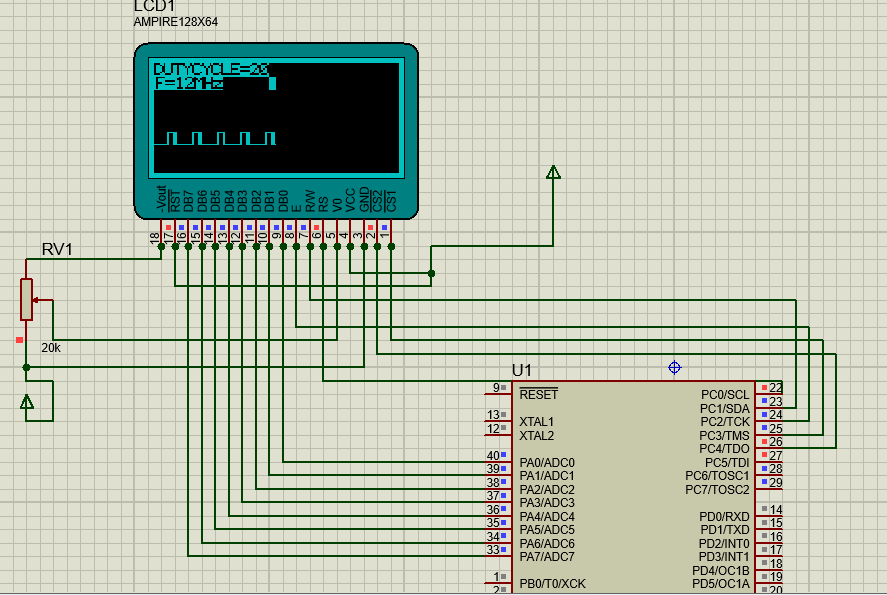 LCD1
AMPIRE128X64
DUTYCYCLE=20
F=12MHz
-Vout RST DB7 DB6 DB5 DB4 DB3 DB2 DB1 DB0 E R/W RS V0 VCC GND CS2 CS1
18 17 16 15 14 13 12 11 10 9 8 7 6 5 4 3 2 1
RV1
20k
U1
9 RESET
13 XTAL1
12 XTAL2
40 PA0/ADC0
39 PA1/ADC1
38 PA2/ADC2
37 PA3/ADC3
36 PA4/ADC4
35 PA5/ADC5
34 PA6/ADC6
33 PA7/ADC7
1 PB0/T0/XCK
2
PC0/SCL 22
PC1/SDA 23
PC2/TCK 24
PC3/TMS 25
PC4/TDO 26
PC5/TDI 27
PC6/TOSC1 28
PC7/TOSC2 29
PD0/RXD 14
PD1/TXD 15
PD2/INT0 16
PD3/INT1 17
PD4/OC1B 18
PD5/OC1A 19
20